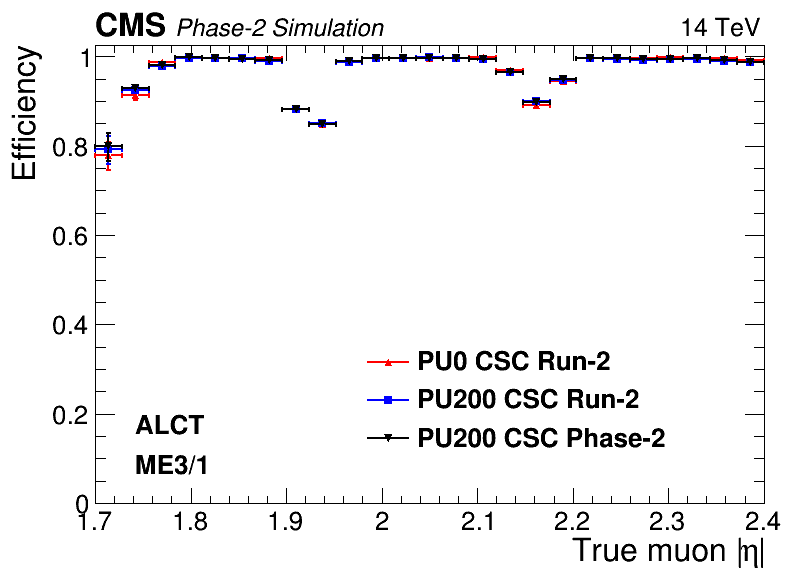 CMS Phase-2 Simulation 14 TeV
Efficiency
1
0.8
0.6
0.4
0.2
0
PU0 CSC Run-2
PU200 CSC Run-2
PU200 CSC Phase-2
ALCT
ME3/1
1.7 1.8 1.9 2 2.1 2.2 2.3 2.4
True muon |η|